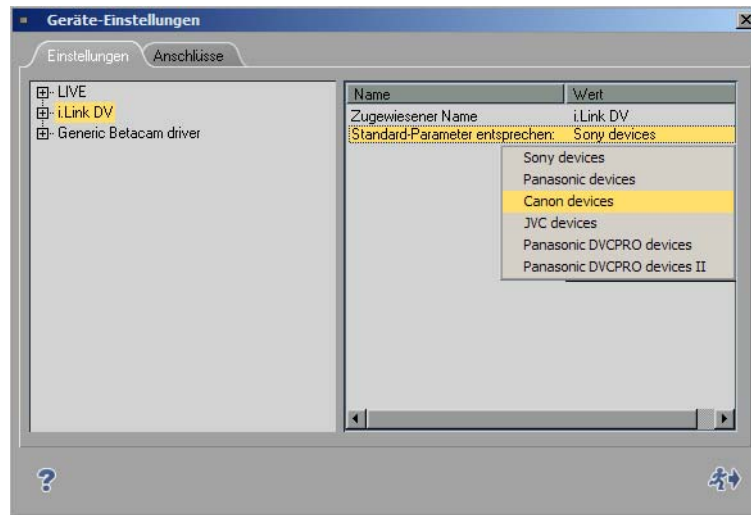 Geräte-Einstellungen
Einstellungen Anschlüsse
LIVE
i.Link DV
Generic Betacam driver
Name Wert
Zugewiesener Name i.Link DV
Standard-Parameter entsprechen: Sony devices
Sony devices
Panasonic devices
Canon devices
JVC devices
Panasonic DVCPRO devices
Panasonic DVCPRO devices II
?